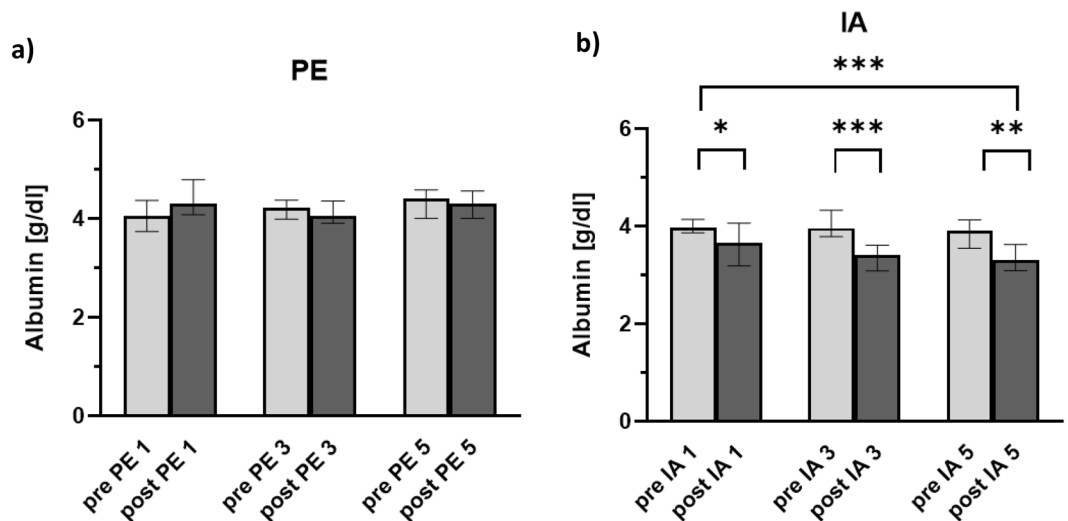 a)
PE
Albumin [g/dl]
6
4
2
0
pre PE 1
post PE 1
pre PE 3
post PE 3
pre PE 5
post PE 5
b)
IA
***
*
***
**
Albumin [g/dl]
6
4
2
0
pre IA 1
post IA 1
pre IA 3
post IA 3
pre IA 5
post IA 5